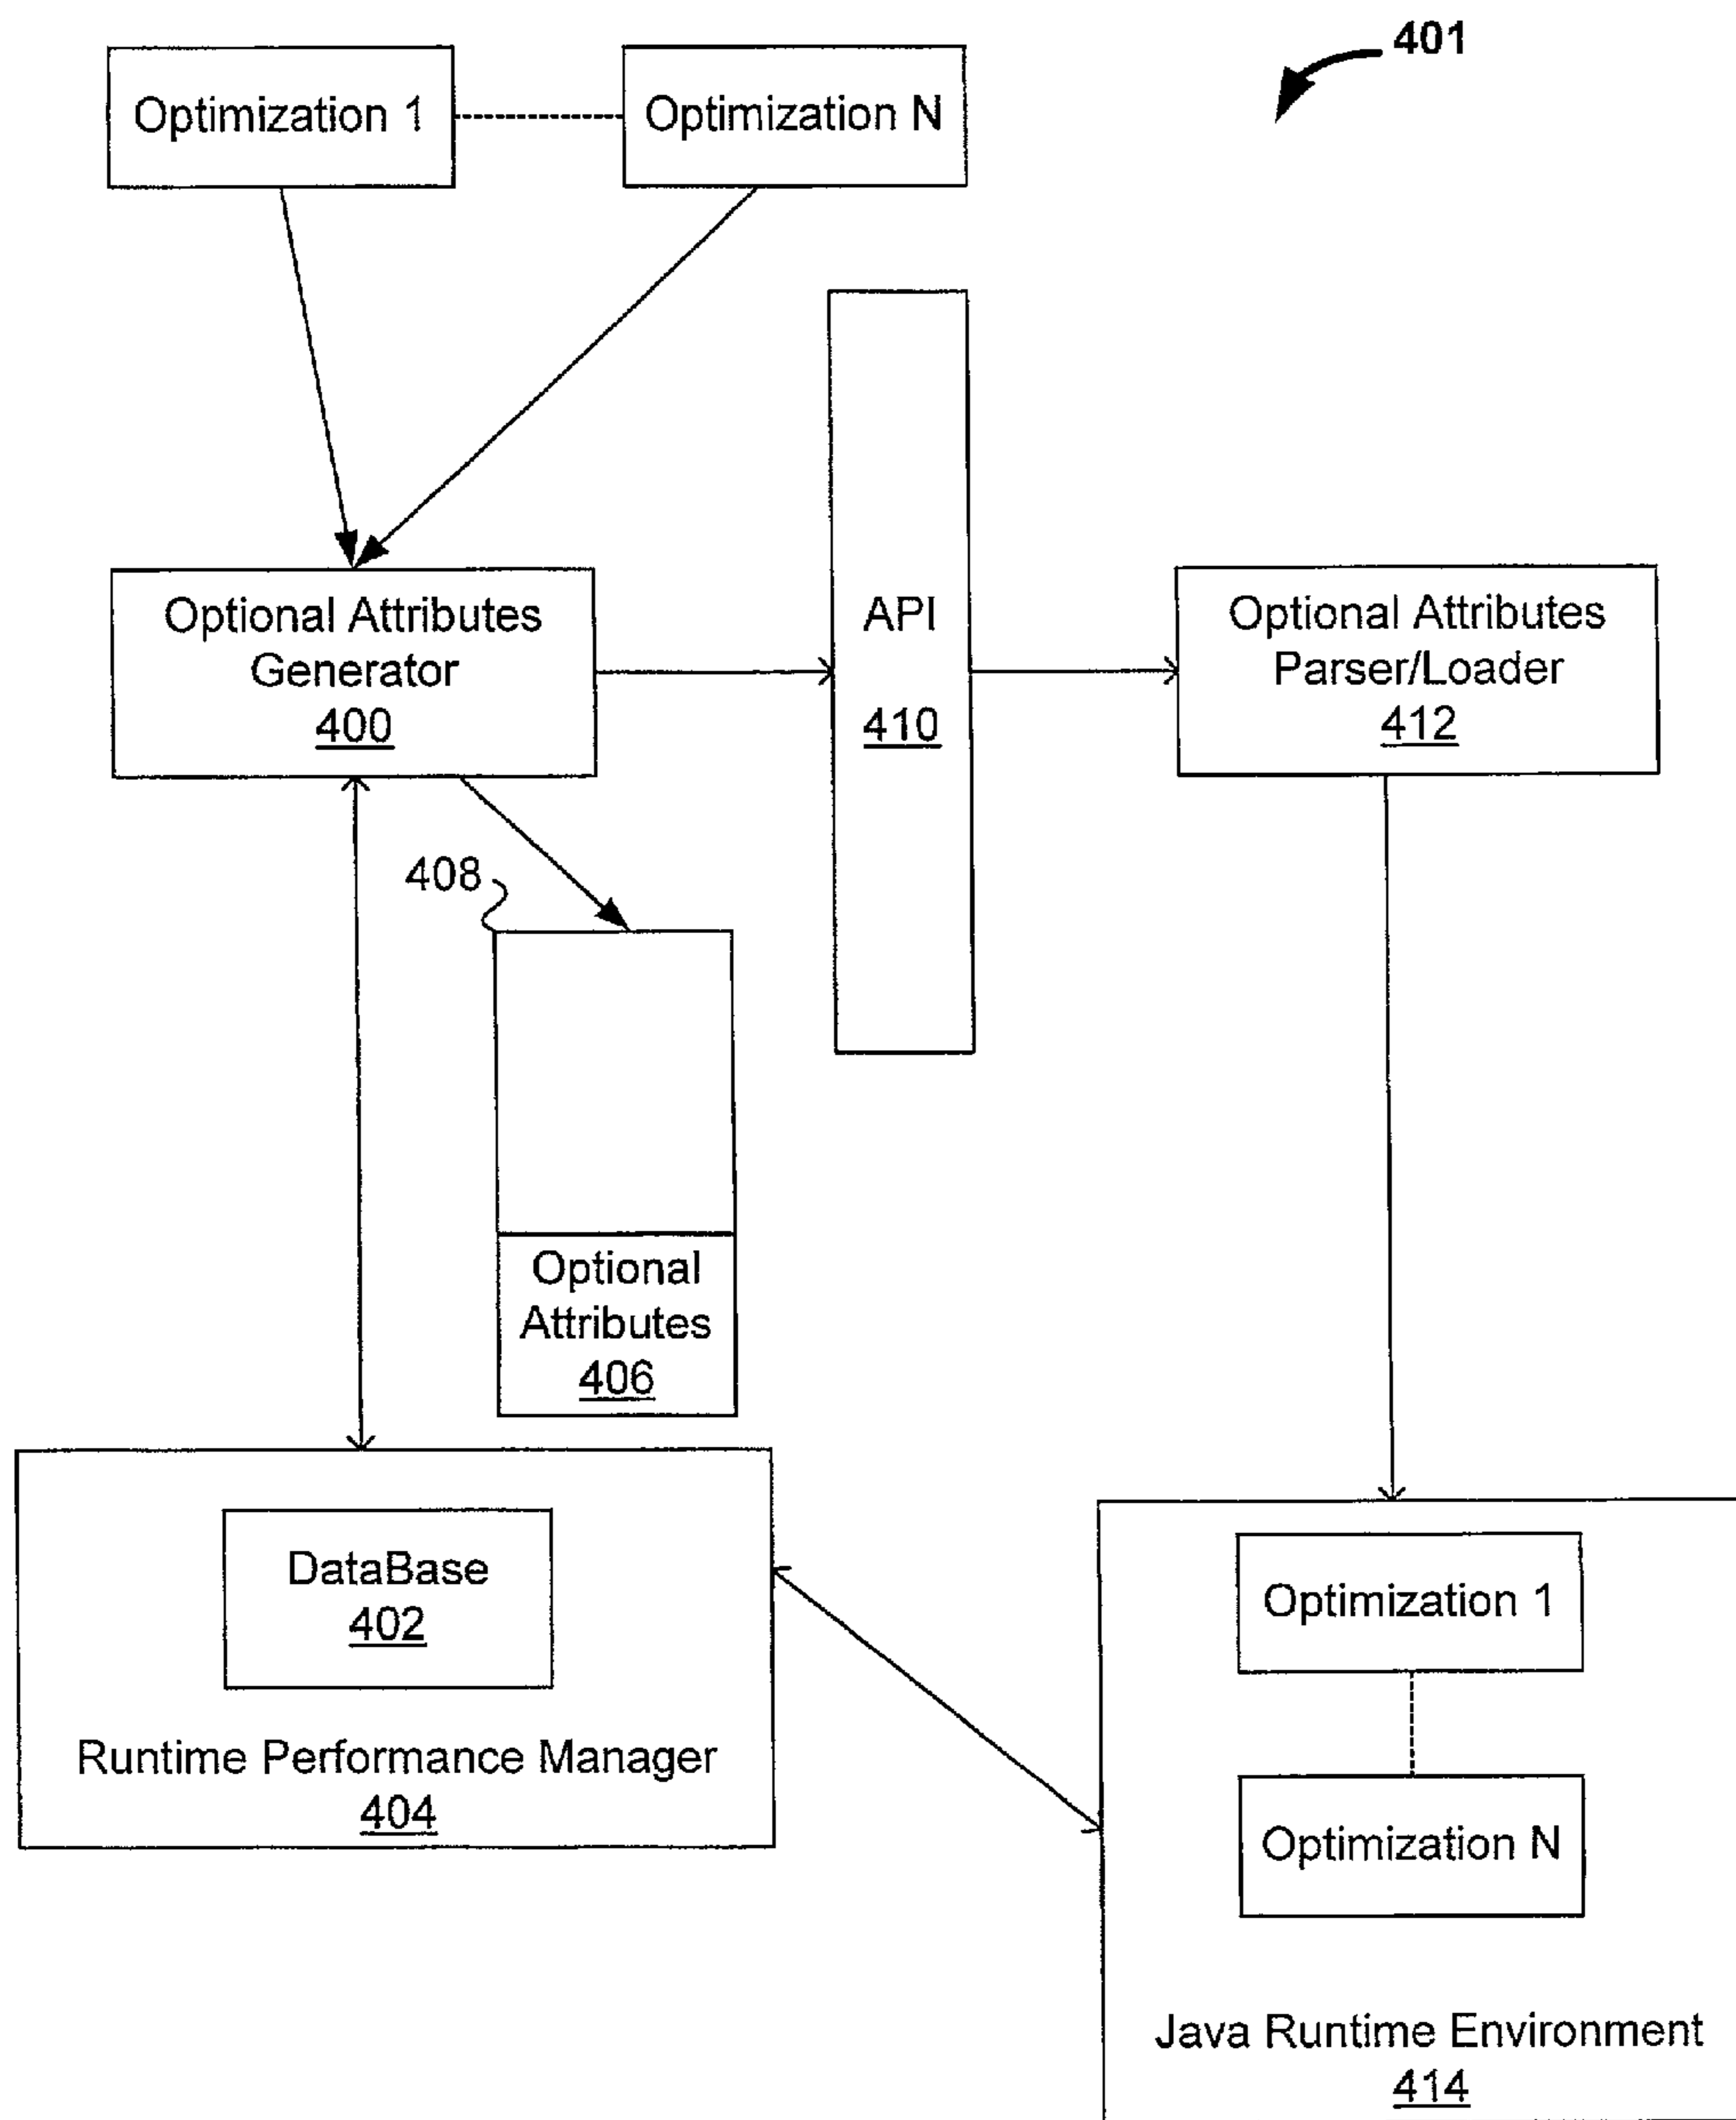 401
Optimization 1
Optimization N
Optional Attributes
Generator
400
API
410
Optional Attributes
Parser/Loader
412
408
Optional
Attributes
406
DataBase
402
Runtime Performance Manager
404
Optimization 1
Optimization N
Java Runtime Environment
414